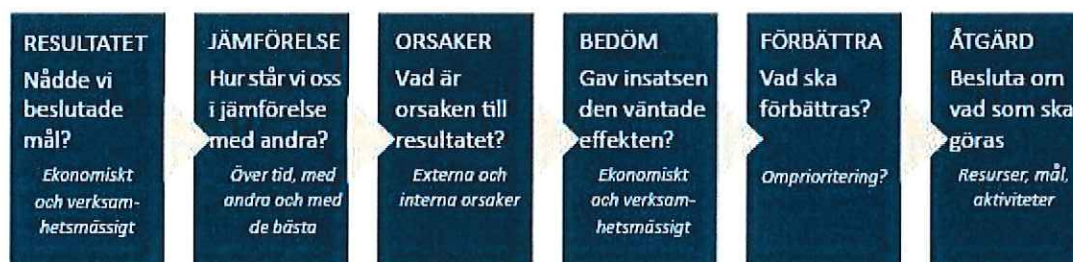 RESULTATET
Nådde vi
beslutade
mål?
Ekonomiskt
och verksam-
hetsmässigt
JÄMFÖRELSE
Hur står vi oss
i jämförelse
med andra?
Över tid, med
andra och med
de bästa
ORSAKER
Vad är
orsaken till
resultatet?
Externa och
interna orsaker
BEDÖM
Gav insatsen
den väntade
effekten?
Ekonomiskt
och verksam-
hetsmässigt
FÖRBÄTTRA
Vad ska
förbättras?
Omprioritering?
ÅTGÄRD
Besluta om
vad som ska
göras
Resurser, mål,
aktiviteter